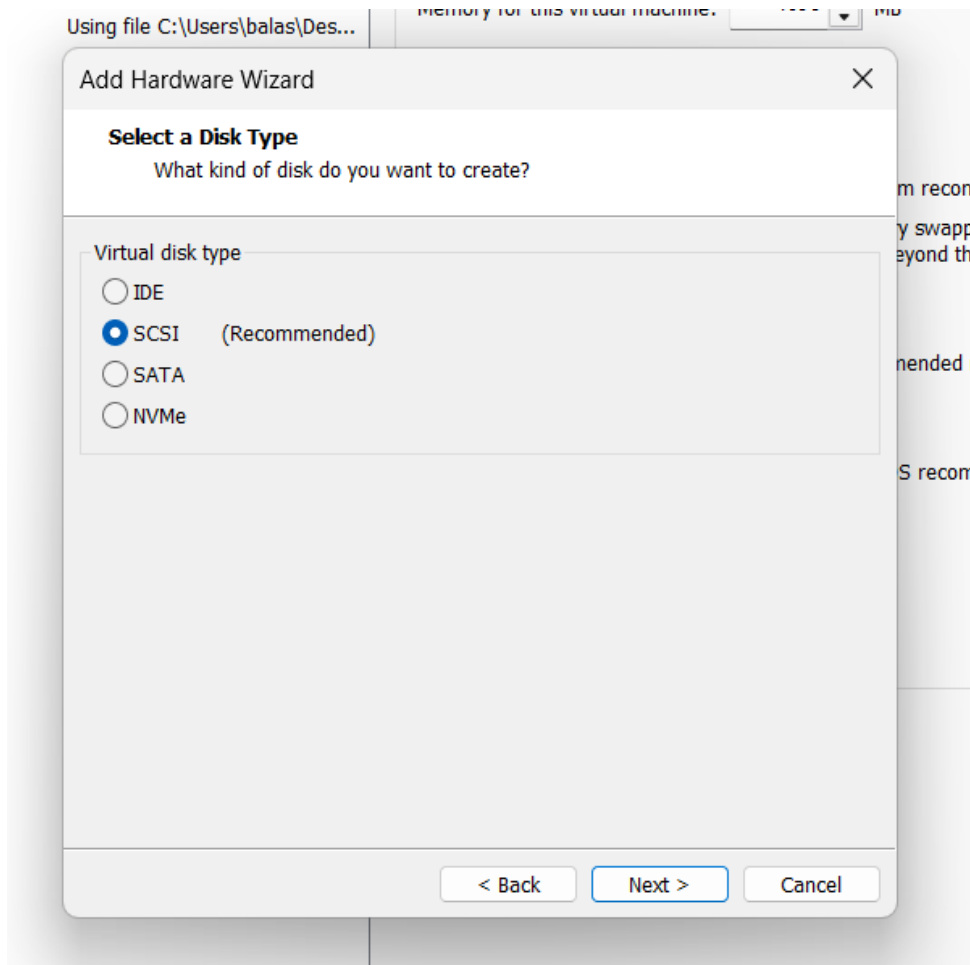 Using file C:\Users\balas\Des...
Memory for this virtual machine:
MB
Add Hardware Wizard
Select a Disk Type
What kind of disk do you want to create?
Virtual disk type
IDE
SCSI (Recommended)
SATA
NVMe
m recon
y swapp
eyond th
mended
S recom
< Back
Next >
Cancel